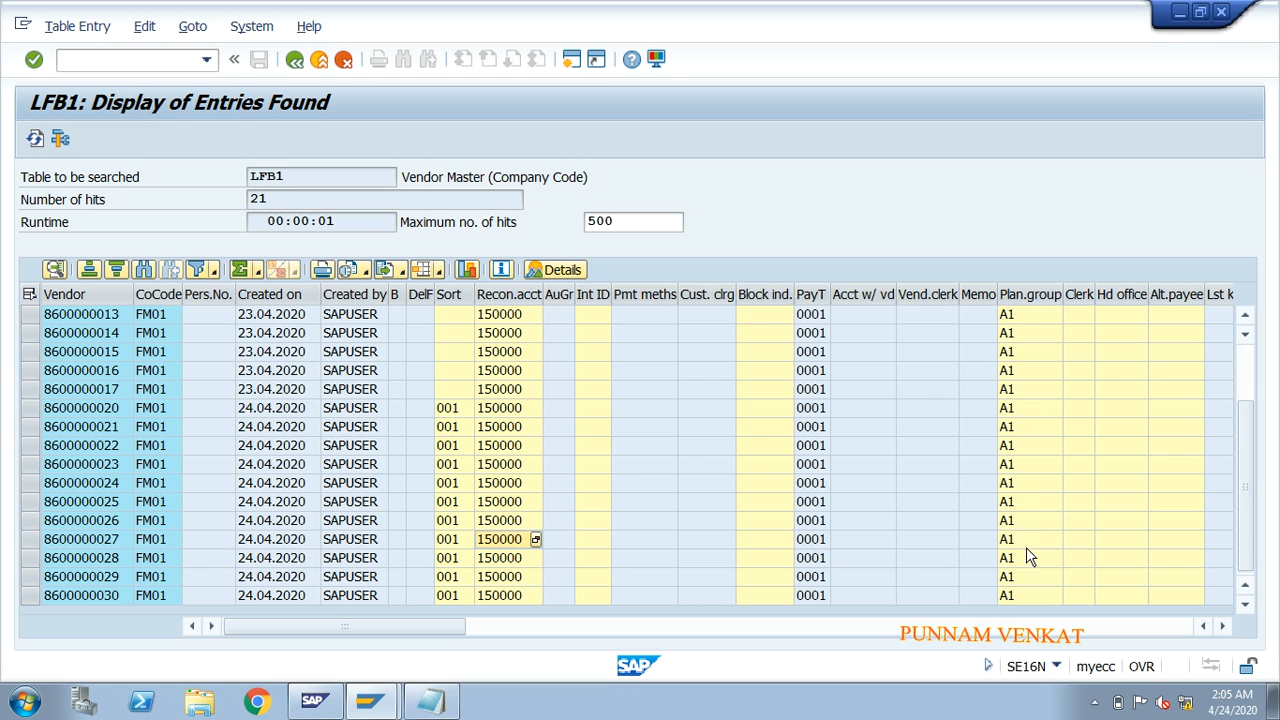 Table Entry Edit Goto System Help
LFB1: Display of Entries Found
Table to be searched LFB1 Vendor Master (Company Code)
Number of hits 21
Runtime 00:00:01 Maximum no. of hits 500
Details
Vendor CoCode Pers.No. Created on Created by B DelF Sort Recon.acct AuGr Int ID Pmt meths Cust. clrg Block ind. PayT Acct w/ vd Vend.clerk Memo Plan.group Clerk Hd office Alt.payee Lst k
8600000013 FM01 23.04.2020 SAPUSER 150000 0001 A1
8600000014 FM01 23.04.2020 SAPUSER 150000 0001 A1
8600000015 FM01 23.04.2020 SAPUSER 150000 0001 A1
8600000016 FM01 23.04.2020 SAPUSER 150000 0001 A1
8600000017 FM01 23.04.2020 SAPUSER 150000 0001 A1
8600000020 FM01 24.04.2020 SAPUSER 001 150000 0001 A1
8600000021 FM01 24.04.2020 SAPUSER 001 150000 0001 A1
8600000022 FM01 24.04.2020 SAPUSER 001 150000 0001 A1
8600000023 FM01 24.04.2020 SAPUSER 001 150000 0001 A1
8600000024 FM01 24.04.2020 SAPUSER 001 150000 0001 A1
8600000025 FM01 24.04.2020 SAPUSER 001 150000 0001 A1
8600000026 FM01 24.04.2020 SAPUSER 001 150000 0001 A1
8600000027 FM01 24.04.2020 SAPUSER 001 150000 0001 A1
8600000028 FM01 24.04.2020 SAPUSER 001 150000 0001 A1
8600000029 FM01 24.04.2020 SAPUSER 001 150000 0001 A1
8600000030 FM01 24.04.2020 SAPUSER 001 150000 0001 A1
PUNNAM VENKAT
SAP SE16N myecc OVR
SAP 2:05 AM
4/24/2020